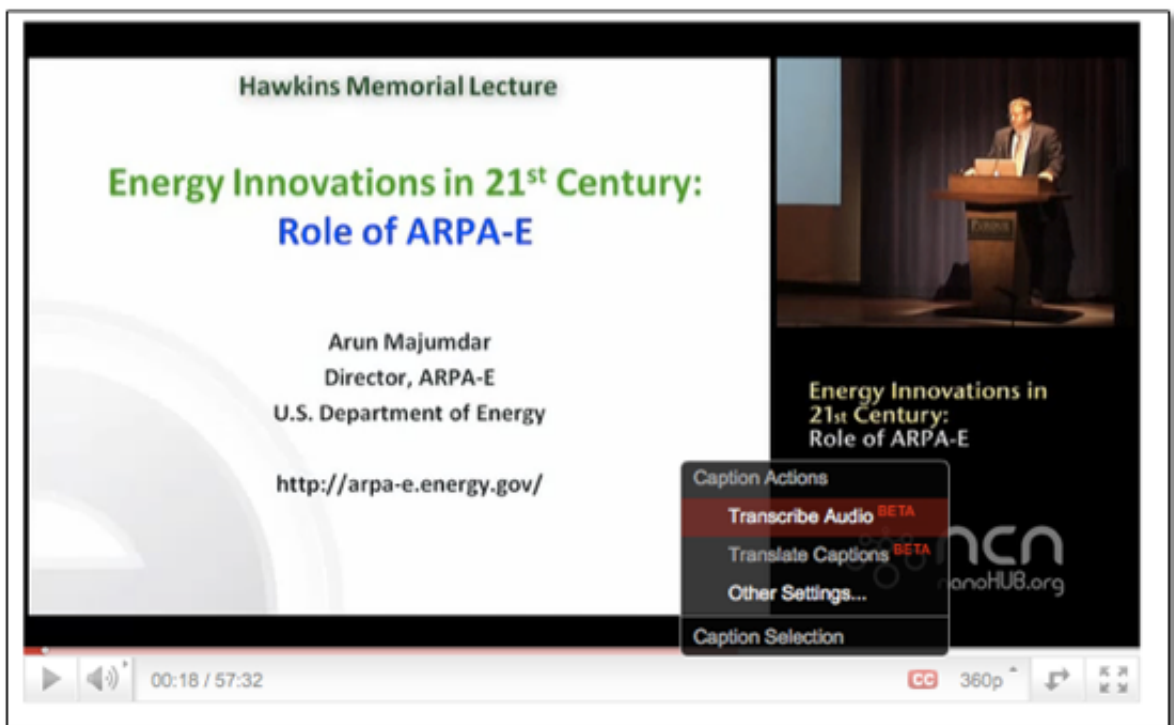 Hawkins Memorial Lecture
Energy Innovations in 21st Century:
Role of ARPA-E
Arun Majumdar
Director, ARPA-E
U.S. Department of Energy
http://arpa-e.energy.gov/
PURDUE
Energy Innovations in
21st Century:
Role of ARPA-E
Caption Actions
Transcribe Audio BETA
Translate Captions BETA
Other Settings...
Caption Selection
ncn
nanoHUB.org
00:18 / 57:32
CC
360p